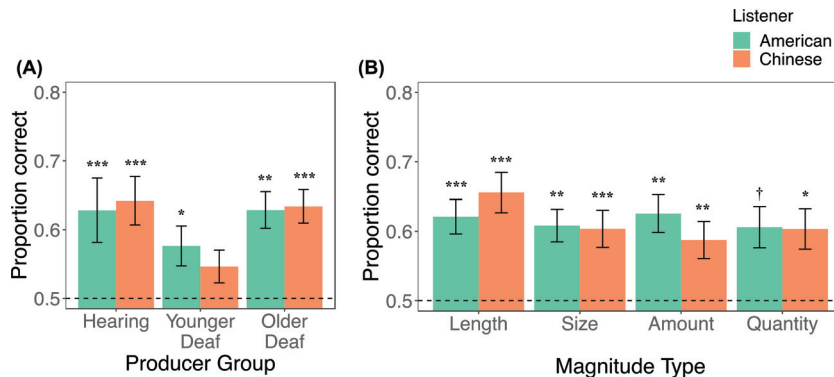 Listener
American
Chinese
(A)
Proportion correct
0.8
0.7
0.6
0.5
*** *** * ** ***
Hearing Younger Deaf Older Deaf
Producer Group
(B)
Proportion correct
0.8
0.7
0.6
0.5
*** *** ** *** ** ** † *
Length Size Amount Quantity
Magnitude Type